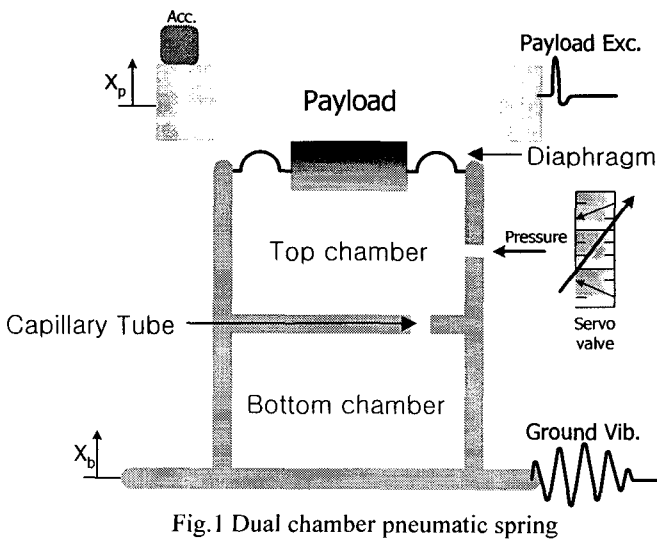 Acc.
X_p
Payload Exc.
Payload
Diaphragm
Top chamber
Pressure
Capillary Tube
Servo
valve
Bottom chamber
X_b
Ground Vib.
Fig.1 Dual chamber pneumatic spring